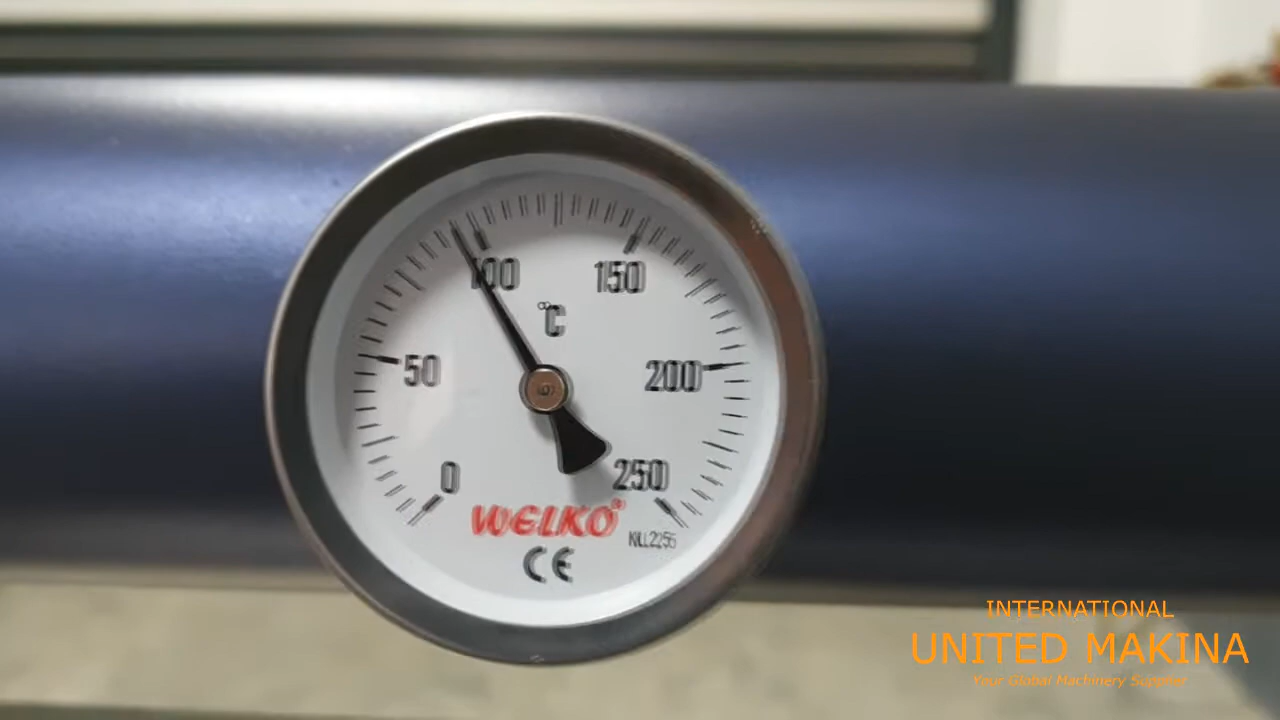 100
150
°C
50
200
0
250
WELKO®
KLL2255
CE
INTERNATIONAL
UNITED MAKINA
Your Global Machinery Supplier